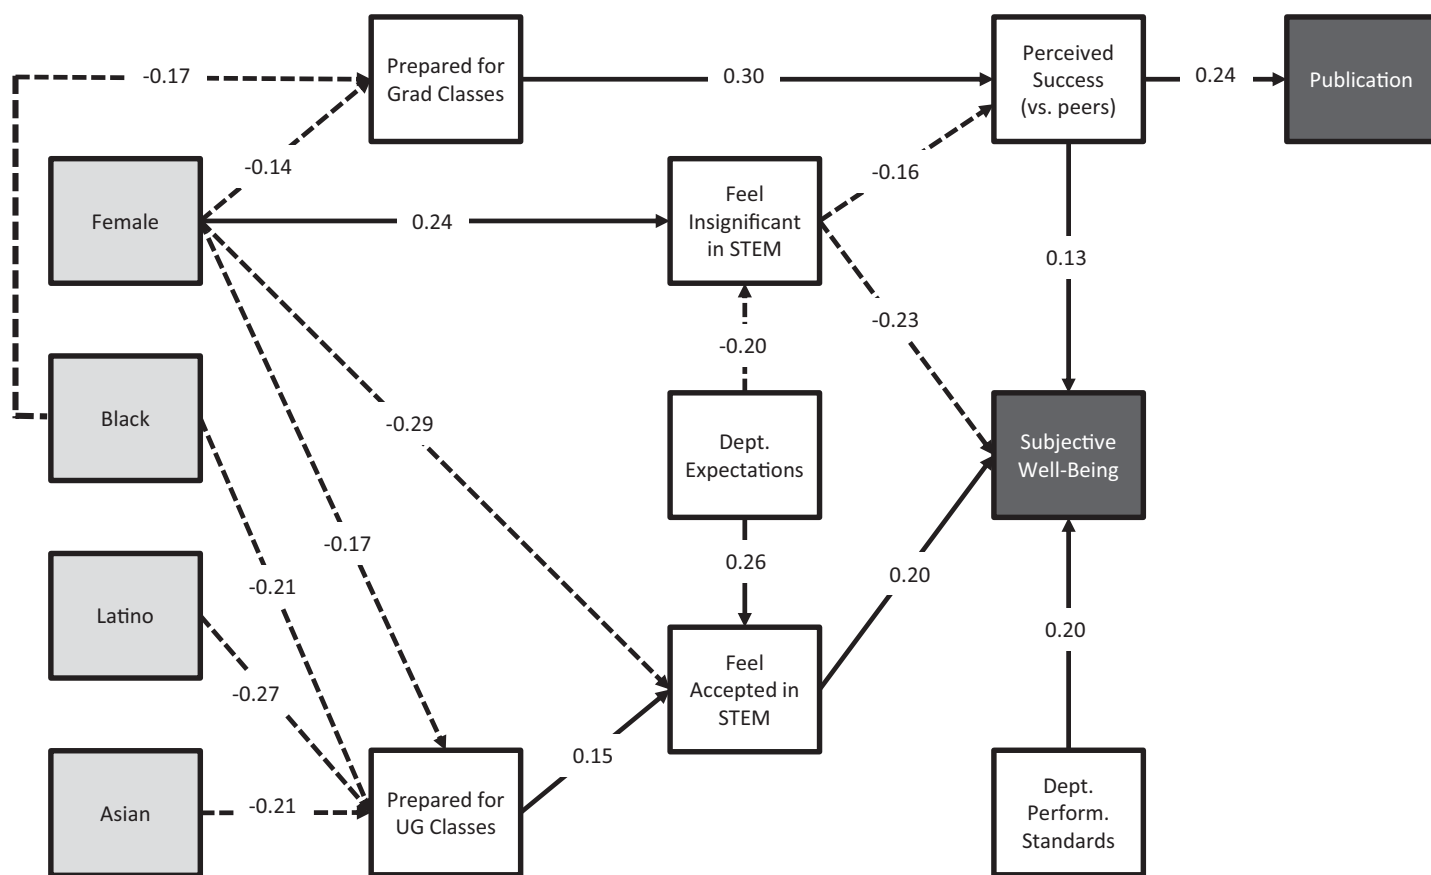 -0.17
Prepared for
Grad Classes
0.30
Perceived
Success
(vs. peers)
0.24
Publication
-0.14
Female
0.24
Feel
Insignificant
in STEM
-0.16
0.13
-0.23
-0.20
Black
-0.29
Dept.
Expectations
Subjective
Well-Being
-0.17
-0.21
0.26
0.20
Latino
-0.27
Feel
Accepted in
STEM
0.20
0.15
Asian
-0.21
Prepared for
UG Classes
Dept.
Perform.
Standards